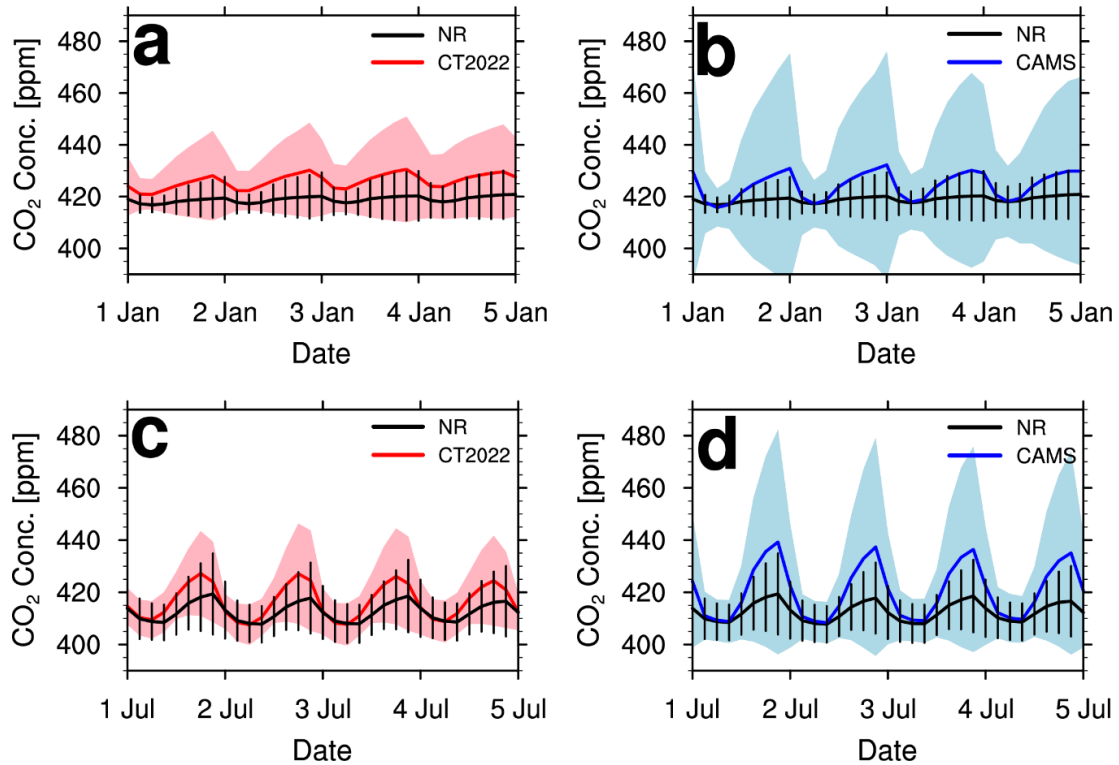 a
NR
CT2022
CO2 Conc. [ppm]
480
460
440
420
400
1 Jan
2 Jan
3 Jan
4 Jan
5 Jan
Date
b
NR
CAMS
CO2 Conc. [ppm]
480
460
440
420
400
1 Jan
2 Jan
3 Jan
4 Jan
5 Jan
Date
c
NR
CT2022
CO2 Conc. [ppm]
480
460
440
420
400
1 Jul
2 Jul
3 Jul
4 Jul
5 Jul
Date
d
NR
CAMS
CO2 Conc. [ppm]
480
460
440
420
400
1 Jul
2 Jul
3 Jul
4 Jul
5 Jul
Date